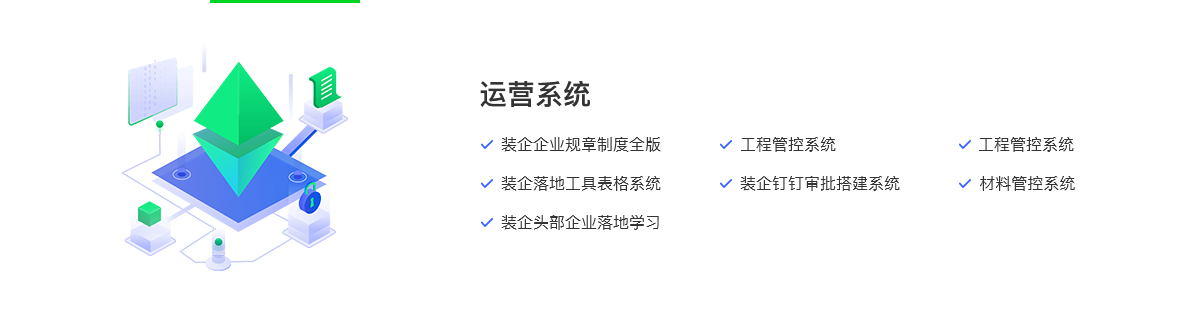 运营系统
装企企业规章制度全版
工程管控系统
工程管控系统
装企落地工具表格系统
装企钉钉审批搭建系统
材料管控系统
装企头部企业落地学习